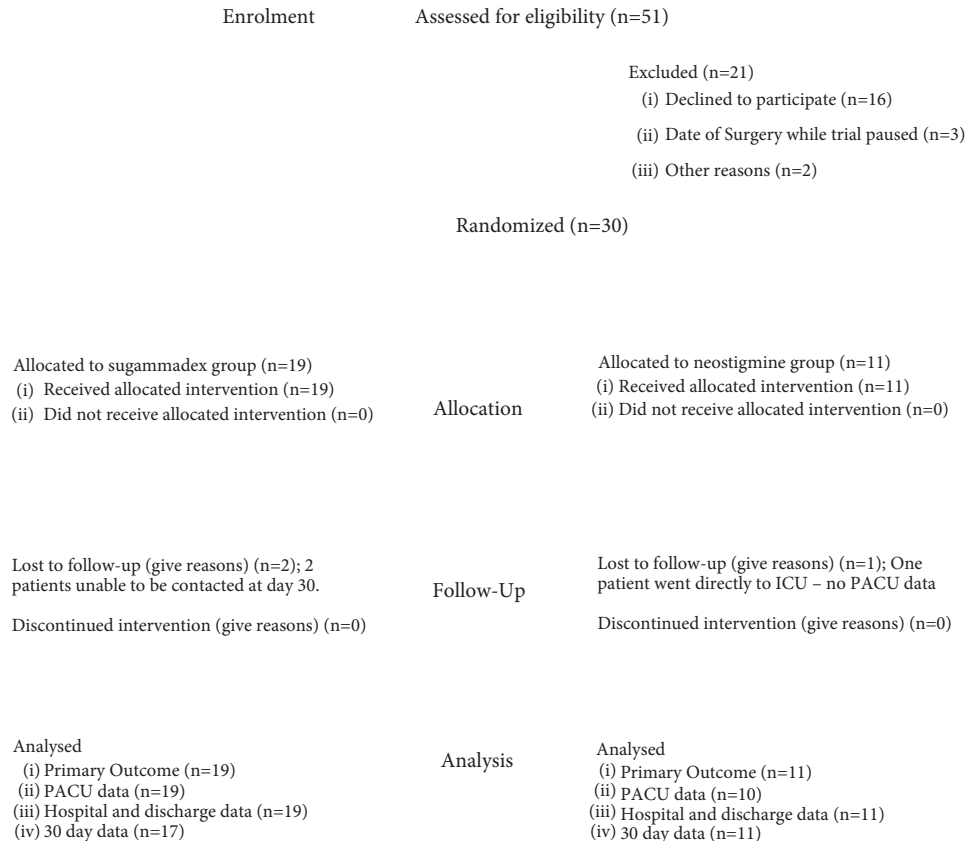 Enrolment
Assessed for eligibility (n=51)
Excluded (n=21)
(i) Declined to participate (n=16)
(ii) Date of Surgery while trial paused (n=3)
(iii) Other reasons (n=2)
Randomized (n=30)
Allocated to sugammadex group (n=19)
(i) Received allocated intervention (n=19)
(ii) Did not receive allocated intervention (n=0)
Allocation
Allocated to neostigmine group (n=11)
(i) Received allocated intervention (n=11)
(ii) Did not receive allocated intervention (n=0)
Lost to follow-up (give reasons) (n=2); 2
patients unable to be contacted at day 30.
Discontinued intervention (give reasons) (n=0)
Follow-Up
Lost to follow-up (give reasons) (n=1); One
patient went directly to ICU – no PACU data
Discontinued intervention (give reasons) (n=0)
Analysed
(i) Primary Outcome (n=19)
(ii) PACU data (n=19)
(iii) Hospital and discharge data (n=19)
(iv) 30 day data (n=17)
Analysis
Analysed
(i) Primary Outcome (n=11)
(ii) PACU data (n=10)
(iii) Hospital and discharge data (n=11)
(iv) 30 day data (n=11)